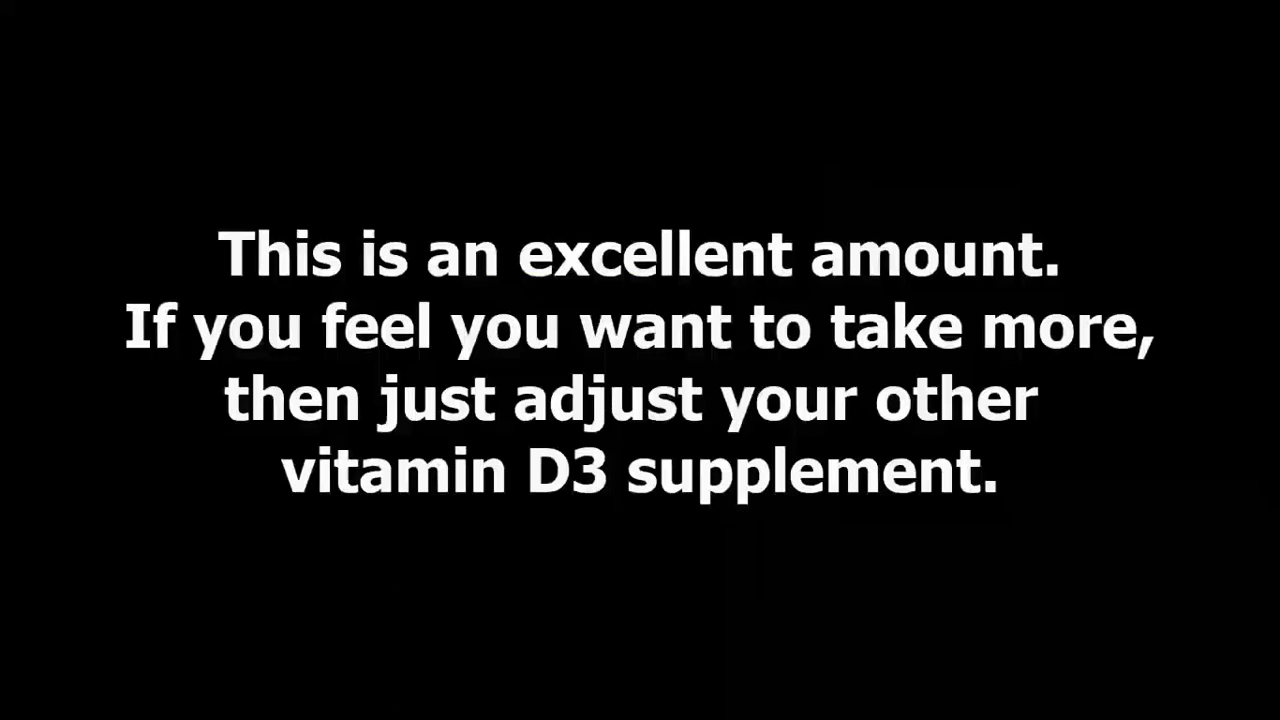 This is an excellent amount.
If you feel you want to take more,
then just adjust your other
vitamin D3 supplement.